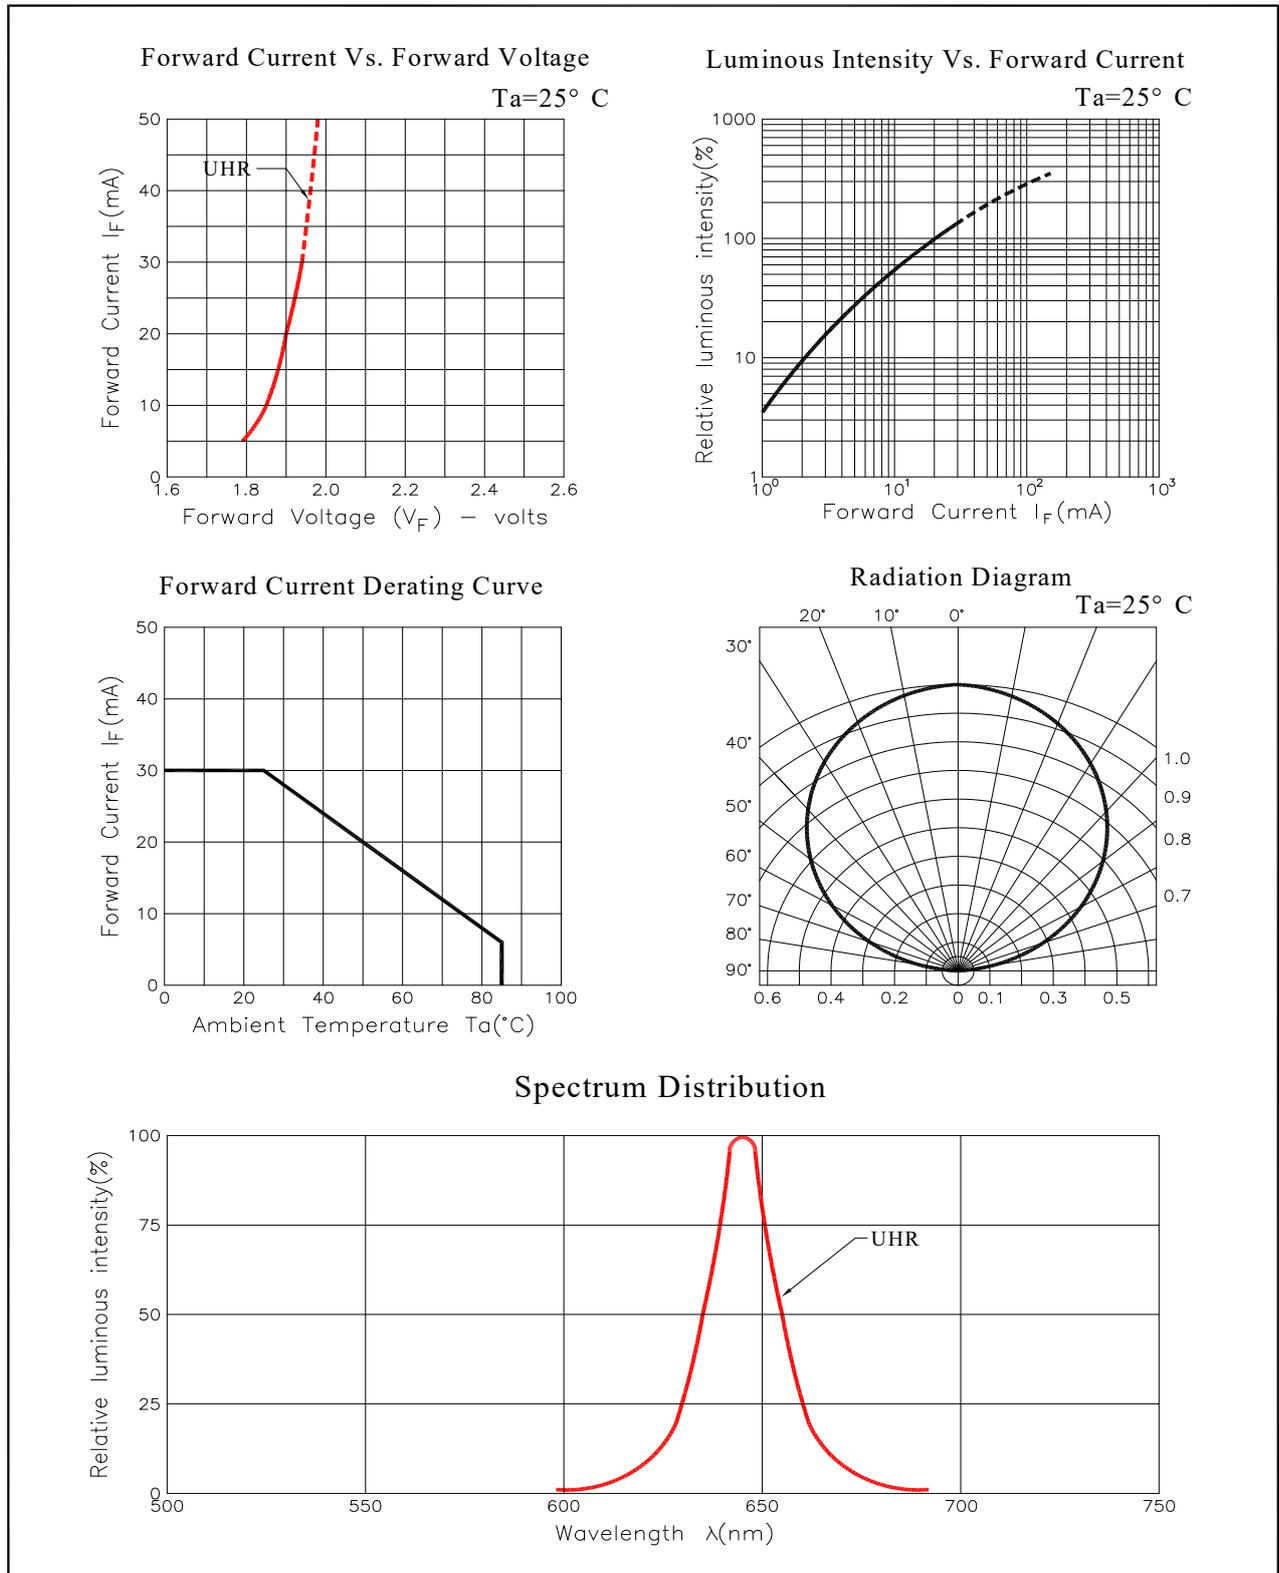 Forward Current Vs. Forward Voltage
Ta=25° C
50
40
30
20
10
0
UHR
Forward Current IF(mA)
1.6 1.8 2.0 2.2 2.4 2.6
Forward Voltage (VF) – volts
Luminous Intensity Vs. Forward Current
Ta=25° C
1000
100
10
1
Relative luminous intensity(%)
10⁰ 10¹ 10² 10³
Forward Current IF(mA)
Forward Current Derating Curve
50
40
30
20
10
0
Forward Current IF(mA)
0 20 40 60 80 100
Ambient Temperature Ta(°C)
Radiation Diagram
Ta=25° C
20° 10° 0°
30°
40°
50°
60°
70°
80°
90°
1.0
0.9
0.8
0.7
0.6 0.4 0.2 0 0.1 0.3 0.5
Spectrum Distribution
100
75
50
25
0
UHR
Relative luminous intensity(%)
500 550 600 650 700 750
Wavelength λ(nm)